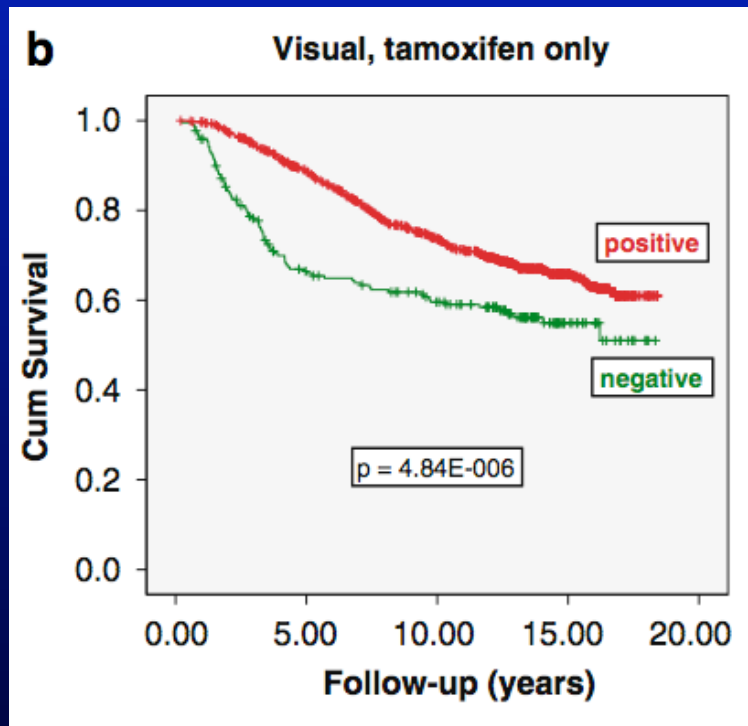 b
Visual, tamoxifen only
1.0
0.8
0.6
0.4
0.2
0.0
Cum Survival
positive
negative
p = 4.84E-006
0.00 5.00 10.00 15.00 20.00
Follow-up (years)